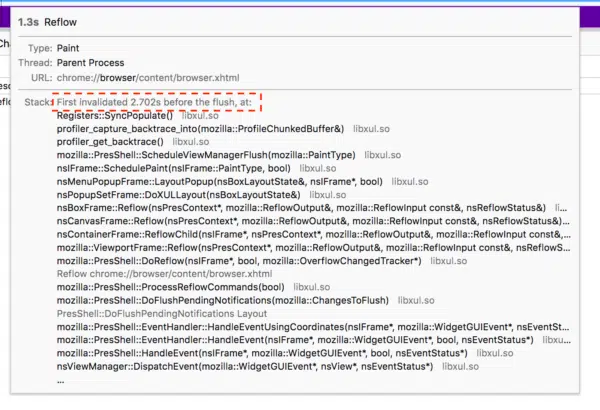 1.3s Reflow
Type: Paint
Thread: Parent Process
URL: chrome://browser/content/browser.xhtml
Stack: First invalidated 2.702s before the flush, at:
Registers::SyncPopulate() libxul.so
profiler_capture_backtrace_into(mozilla::ProfileChunkedBuffer&) libxul.so
profiler_get_backtrace() libxul.so
mozilla::PresShell::ScheduleViewManagerFlush(mozilla::PaintType) libxul.so
nsIFrame::SchedulePaint(nsIFrame::PaintType, bool) libxul.so
nsMenuPopupFrame::LayoutPopup(nsBoxLayoutState&, nsIFrame*, bool) libxul.so
nsPopupSetFrame::DoXULLayout(nsBoxLayoutState&) libxul.so
nsBoxFrame::Reflow(nsPresContext*, mozilla::ReflowOutput&, mozilla::ReflowInput const&, nsReflowStatus&) li...
nsCanvasFrame::Reflow(nsPresContext*, mozilla::ReflowOutput&, mozilla::ReflowInput const&, nsReflowStatus&)...
nsContainerFrame::ReflowChild(nsIFrame*, nsPresContext*, mozilla::ReflowOutput&, mozilla::ReflowInput const&,...
mozilla::ViewportFrame::Reflow(nsPresContext*, mozilla::ReflowOutput&, mozilla::ReflowInput const&, nsReflowS...
mozilla::PresShell::DoReflow(nsIFrame*, bool, mozilla::OverflowChangedTracker*) libxul.so
Reflow chrome://browser/content/browser.xhtml
mozilla::PresShell::ProcessReflowCommands(bool) libxul.so
mozilla::PresShell::DoFlushPendingNotifications(mozilla::ChangesToFlush) libxul.so
PresShell::DoFlushPendingNotifications Layout
mozilla::PresShell::EventHandler::HandleEventUsingCoordinates(nsIFrame*, mozilla::WidgetGUIEvent*, nsEventSt...
mozilla::PresShell::EventHandler::HandleEvent(nsIFrame*, mozilla::WidgetGUIEvent*, bool, nsEventStatus*) lib...
mozilla::PresShell::HandleEvent(nsIFrame*, mozilla::WidgetGUIEvent*, bool, nsEventStatus*) libxul.so
nsViewManager::DispatchEvent(mozilla::WidgetGUIEvent*, nsView*, nsEventStatus*) libxul.so
...